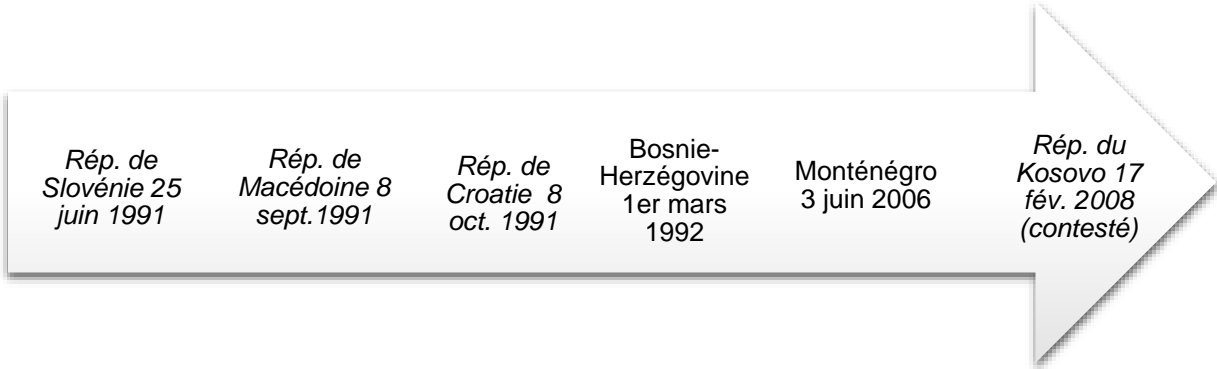 Rép. de
Slovénie 25
juin 1991
Rép. de
Macédoine 8
sept.1991
Rép. de
Croatie 8
oct. 1991
Bosnie-
Herzégovine
1er mars
1992
Monténégro
3 juin 2006
Rép. du
Kosovo 17
fév. 2008
(contesté)